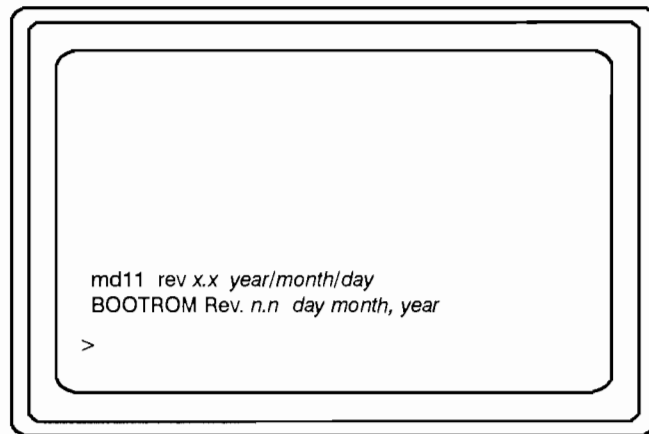 md11 rev x.x year/month/day
BOOTROM Rev. n.n day month, year
>